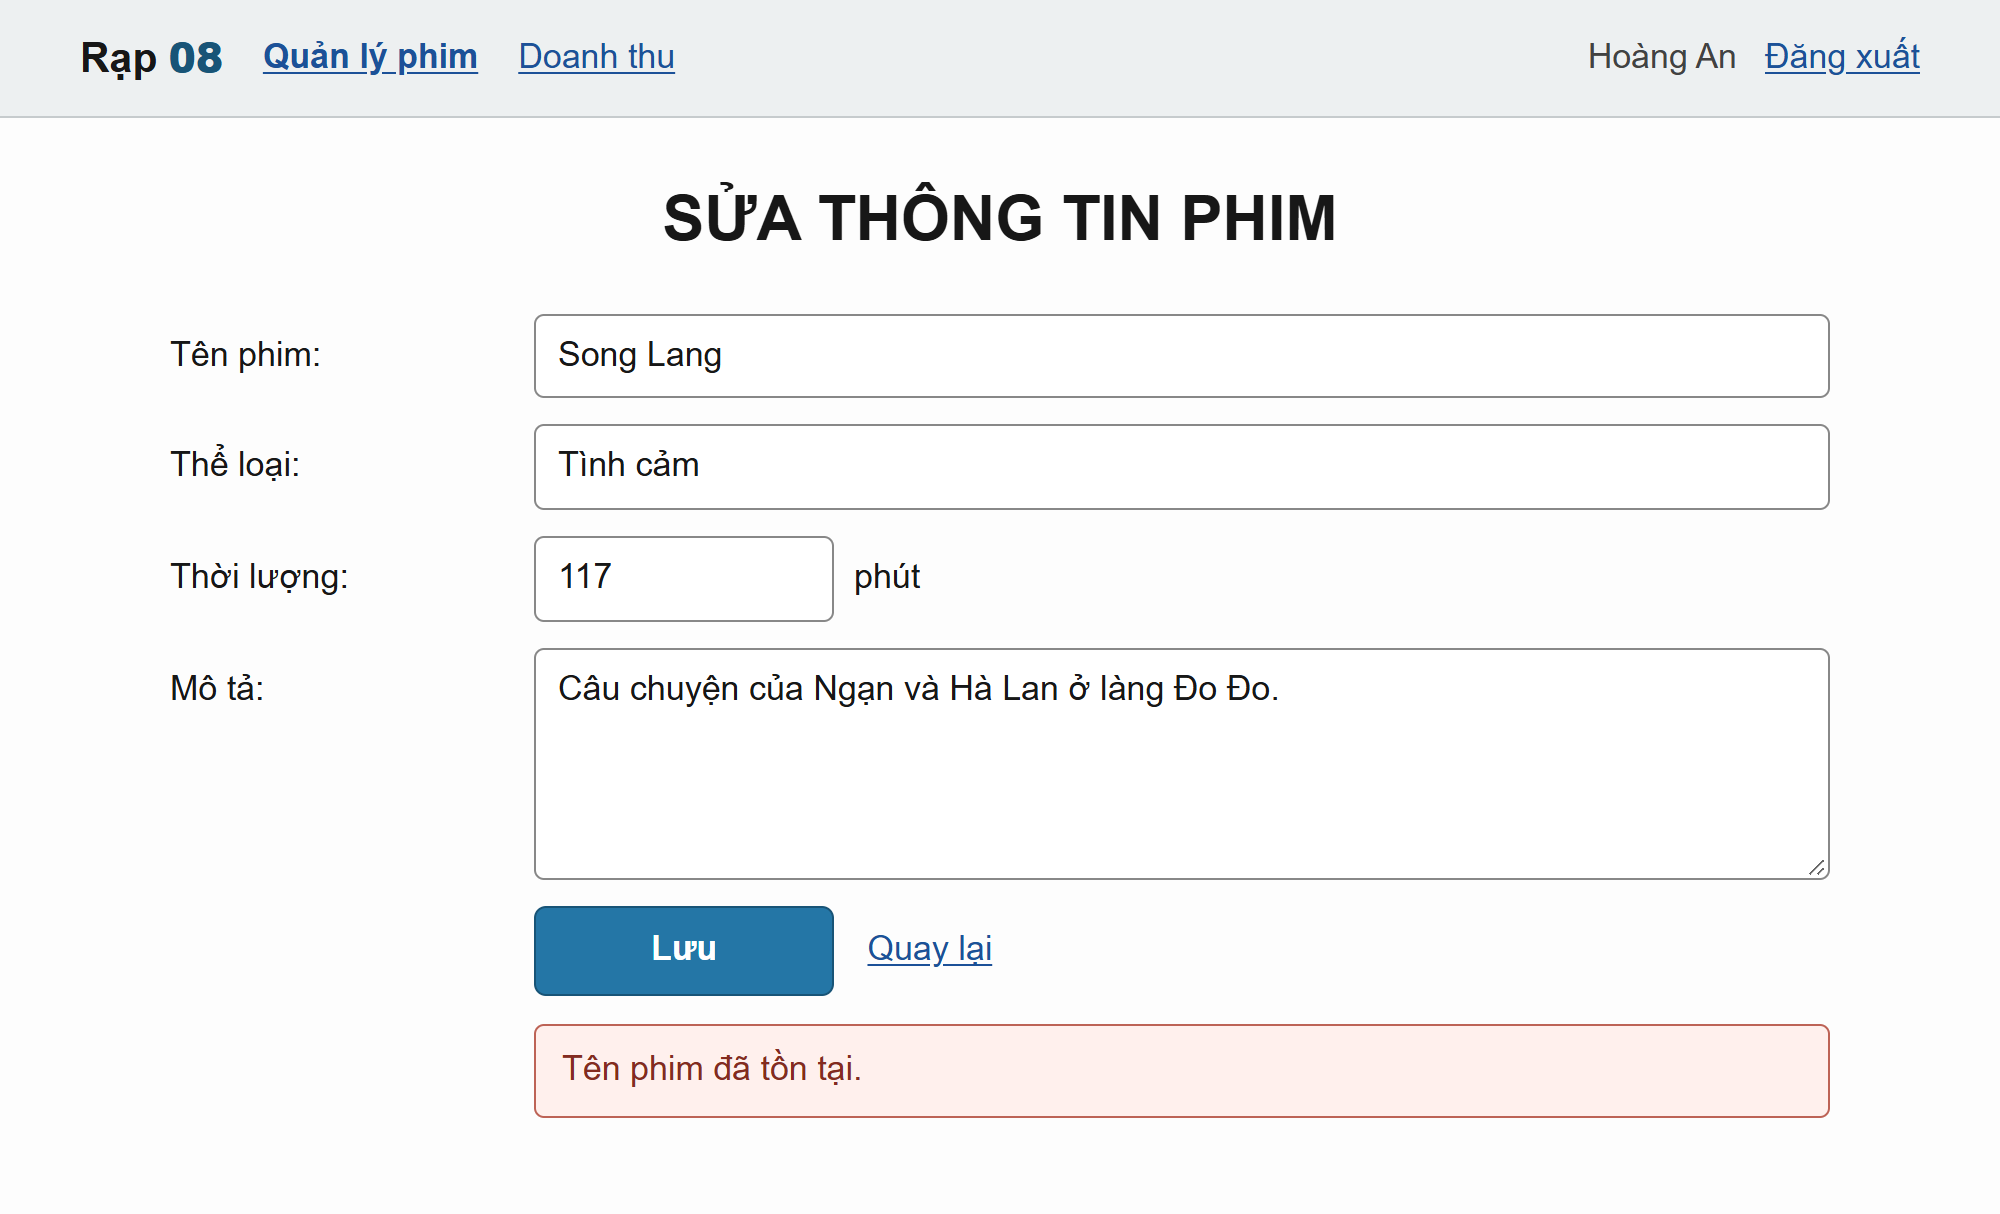 Rạp 08 Quản lý phim Doanh thu Hoàng An Đăng xuất
SỬA THÔNG TIN PHIM
Tên phim: Song Lang
Thể loại: Tình cảm
Thời lượng: 117 phút
Mô tả: Câu chuyện của Ngạn và Hà Lan ở làng Đo Đo.
Lưu Quay lại
Tên phim đã tồn tại.